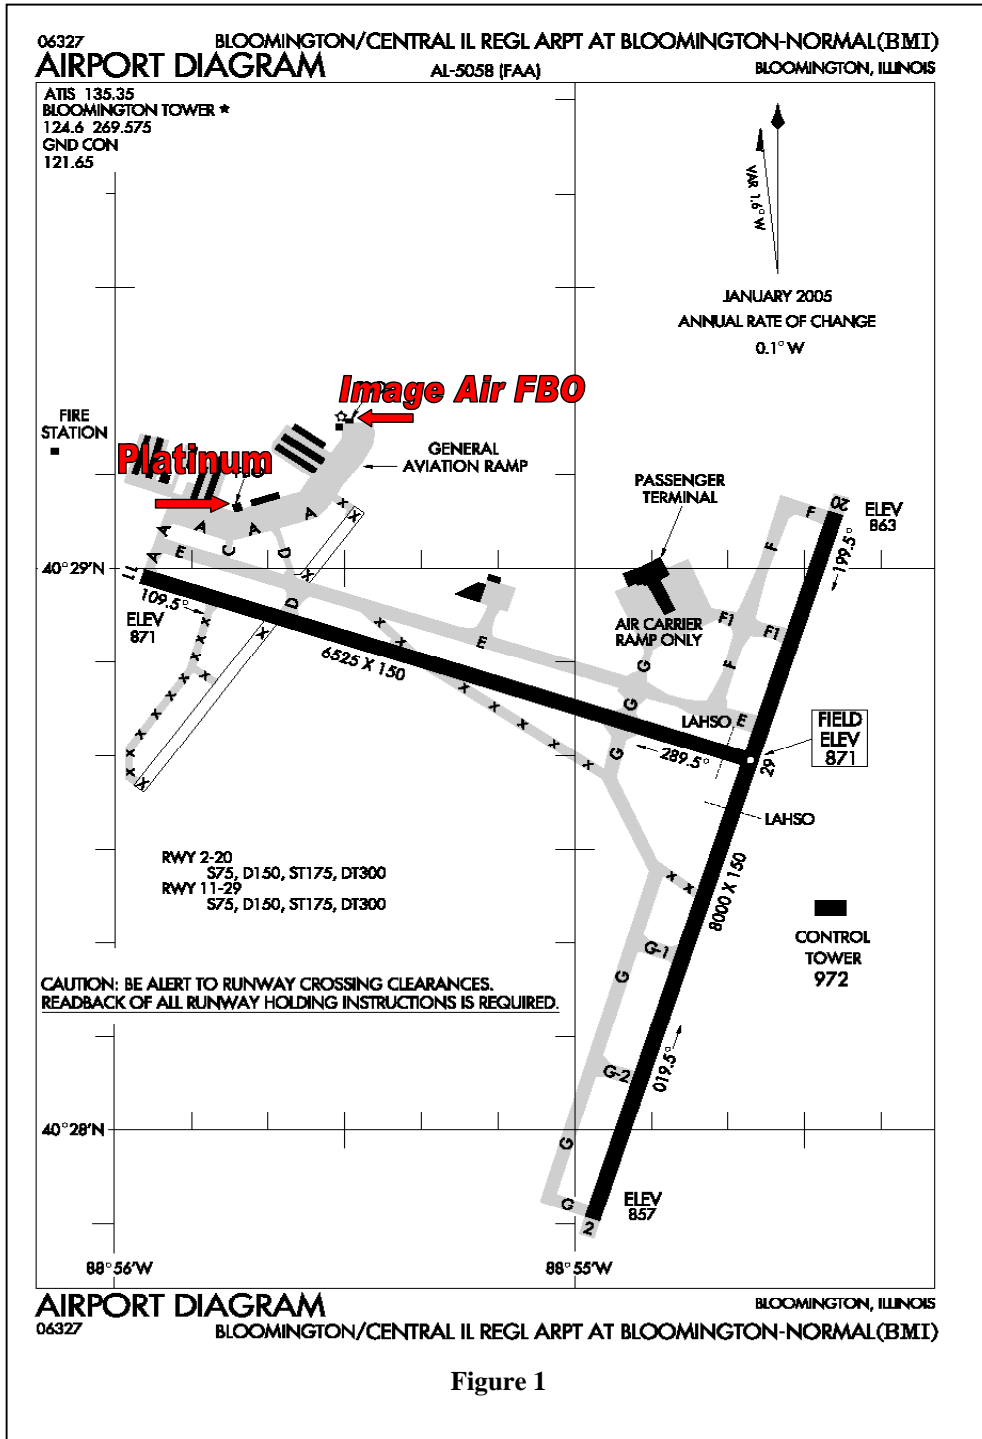 06327
BLOOMINGTON/CENTRAL IL REGL ARPT AT BLOOMINGTON-NORMAL(BMI)
AIRPORT DIAGRAM
AL-5058 (FAA)
BLOOMINGTON, ILLINOIS
ATIS 135.35
BLOOMINGTON TOWER *
124.6 269.575
GND CON
121.65
VAR 1.6° W
JANUARY 2005
ANNUAL RATE OF CHANGE
0.1° W
Image Air FBO
FIRE
STATION
Platinum
GENERAL
AVIATION RAMP
PASSENGER
TERMINAL
F
20
ELEV
863
F
199.5°
A
A
A
A
A
E
C
D
X
X
X
40°29'N
11
109.5°
ELEV
871
D
X
X
6525 X 150
E
AIR CARRIER
RAMP ONLY
F1
F1
F
G
G
G
LAHSO
E
289.5°
29
FIELD
ELEV
871
LAHSO
X
RWY 2-20
S75, D150, ST175, DT300
RWY 11-29
S75, D150, ST175, DT300
8000 X 150
CONTROL
TOWER
972
G-1
G
CAUTION: BE ALERT TO RUNWAY CROSSING CLEARANCES.
READBACK OF ALL RUNWAY HOLDING INSTRUCTIONS IS REQUIRED.
G-2
019.5°
40°28'N
G
G
2
ELEV
857
88°56'W
88°55'W
AIRPORT DIAGRAM
BLOOMINGTON, ILLINOIS
06327
BLOOMINGTON/CENTRAL IL REGL ARPT AT BLOOMINGTON-NORMAL(BMI)
Figure 1